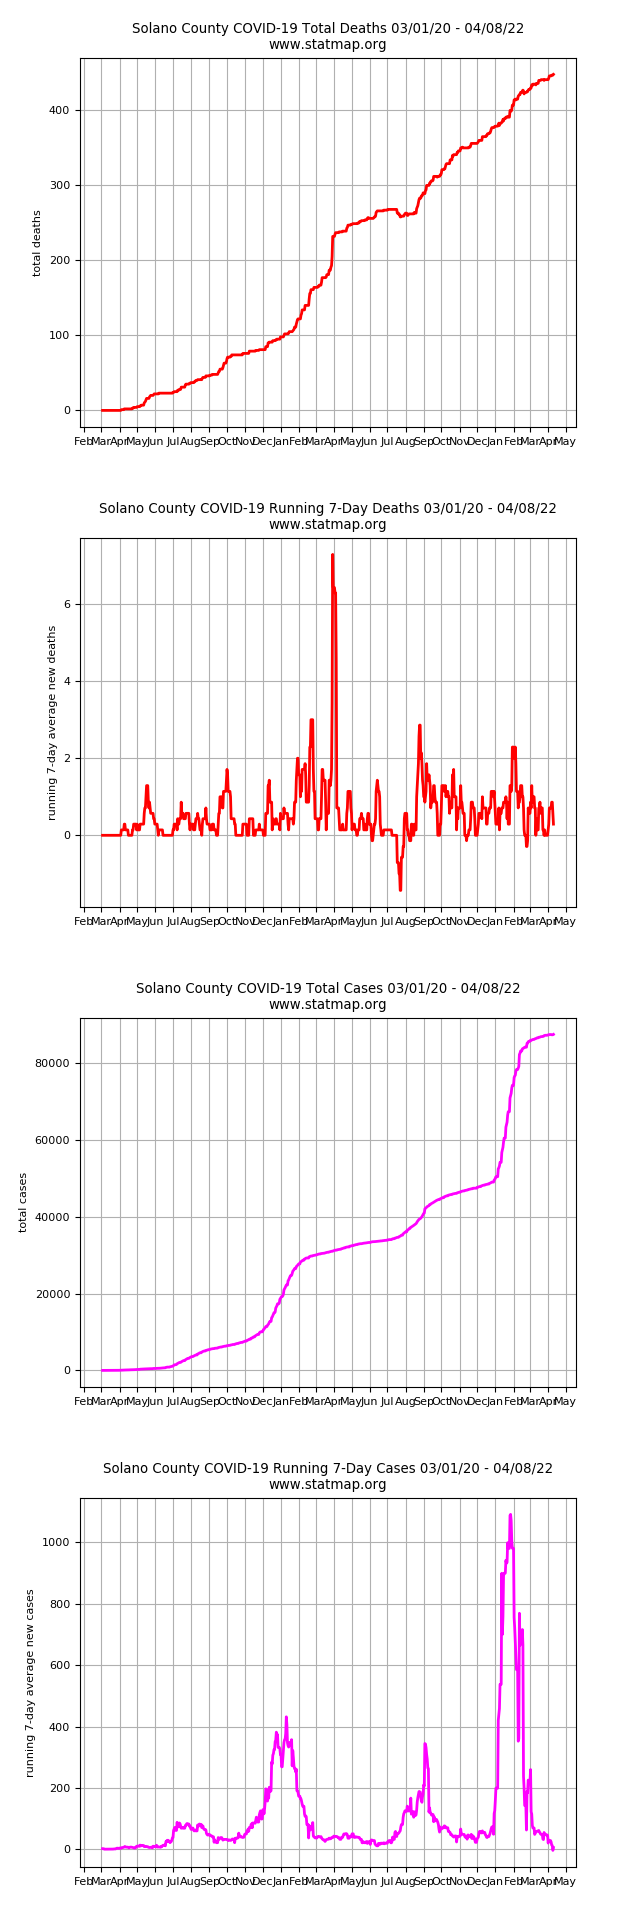 Solano County COVID-19 Total Deaths 03/01/20 - 04/08/22
www.statmap.org
400
300
200
100
0
total deaths
Feb Mar Apr May Jun Jul Aug Sep Oct Nov Dec Jan Feb Mar Apr May Jun Jul Aug Sep Oct Nov Dec Jan Feb Mar Apr May
Solano County COVID-19 Running 7-Day Deaths 03/01/20 - 04/08/22
www.statmap.org
6
4
2
0
running 7-day average new deaths
Feb Mar Apr May Jun Jul Aug Sep Oct Nov Dec Jan Feb Mar Apr May Jun Jul Aug Sep Oct Nov Dec Jan Feb Mar Apr May
Solano County COVID-19 Total Cases 03/01/20 - 04/08/22
www.statmap.org
80000
60000
40000
20000
0
total cases
Feb Mar Apr May Jun Jul Aug Sep Oct Nov Dec Jan Feb Mar Apr May Jun Jul Aug Sep Oct Nov Dec Jan Feb Mar Apr May
Solano County COVID-19 Running 7-Day Cases 03/01/20 - 04/08/22
www.statmap.org
1000
800
600
400
200
0
running 7-day average new cases
Feb Mar Apr May Jun Jul Aug Sep Oct Nov Dec Jan Feb Mar Apr May Jun Jul Aug Sep Oct Nov Dec Jan Feb Mar Apr May